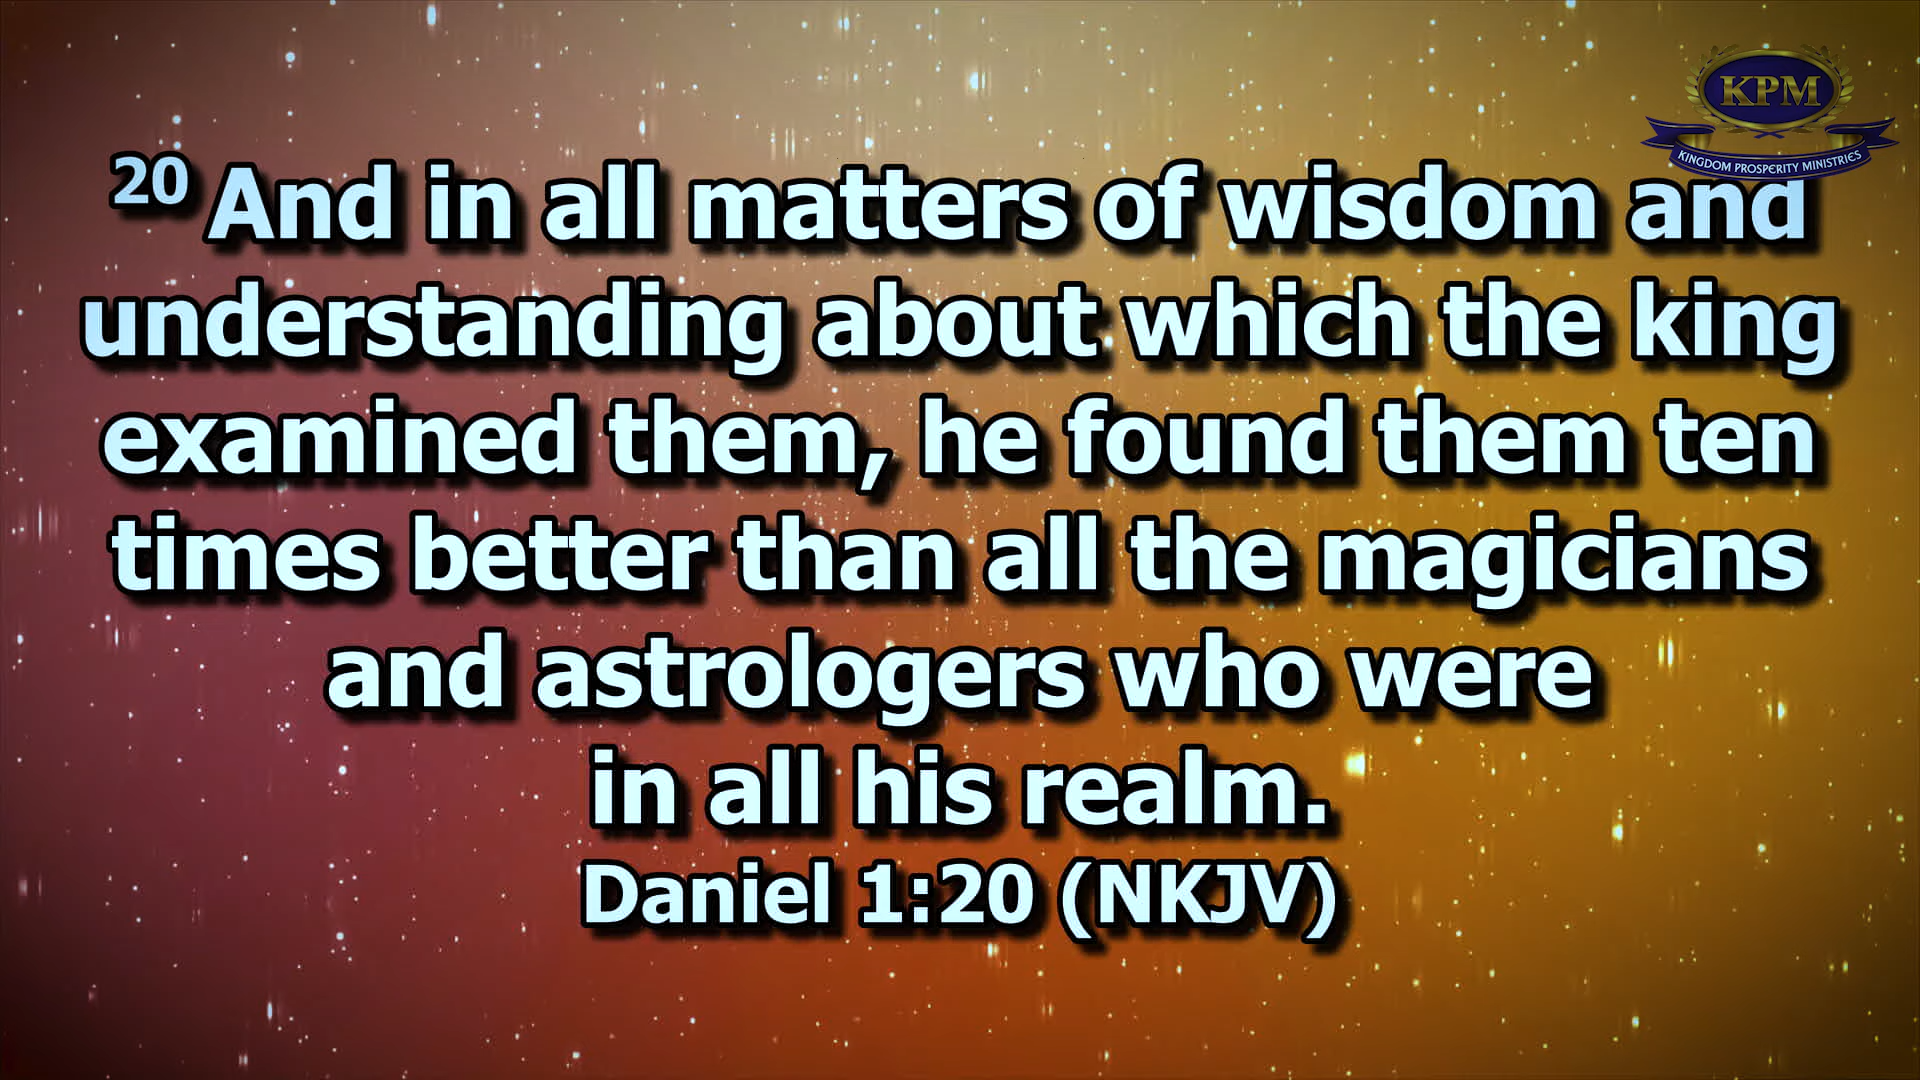 KPM
KINGDOM PROSPERITY MINISTRIES
20 And in all matters of wisdom and
understanding about which the king
examined them, he found them ten
times better than all the magicians
and astrologers who were
in all his realm.
Daniel 1:20 (NKJV)